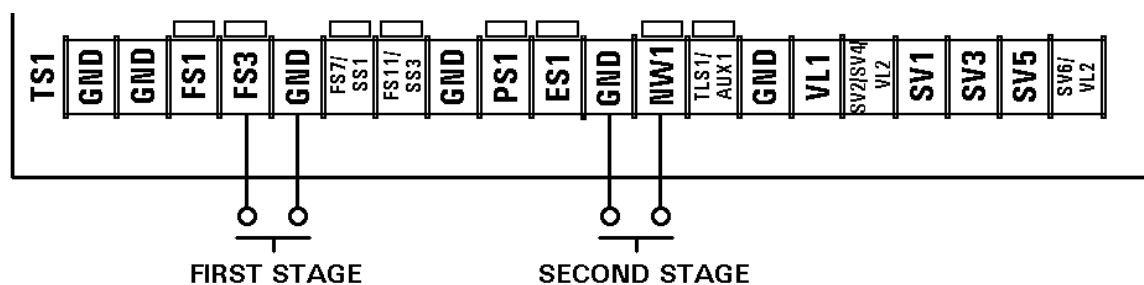 TS1
GND
GND
FS1
FS3
GND
FS7/
SS1
FS11/
SS3
GND
PS1
ES1
GND
NW1
TLS1/
AUX1
GND
VL1
SV2/SV4/
VL2
SV1
SV3
SV5
SV6/
VL2
FIRST STAGE
SECOND STAGE